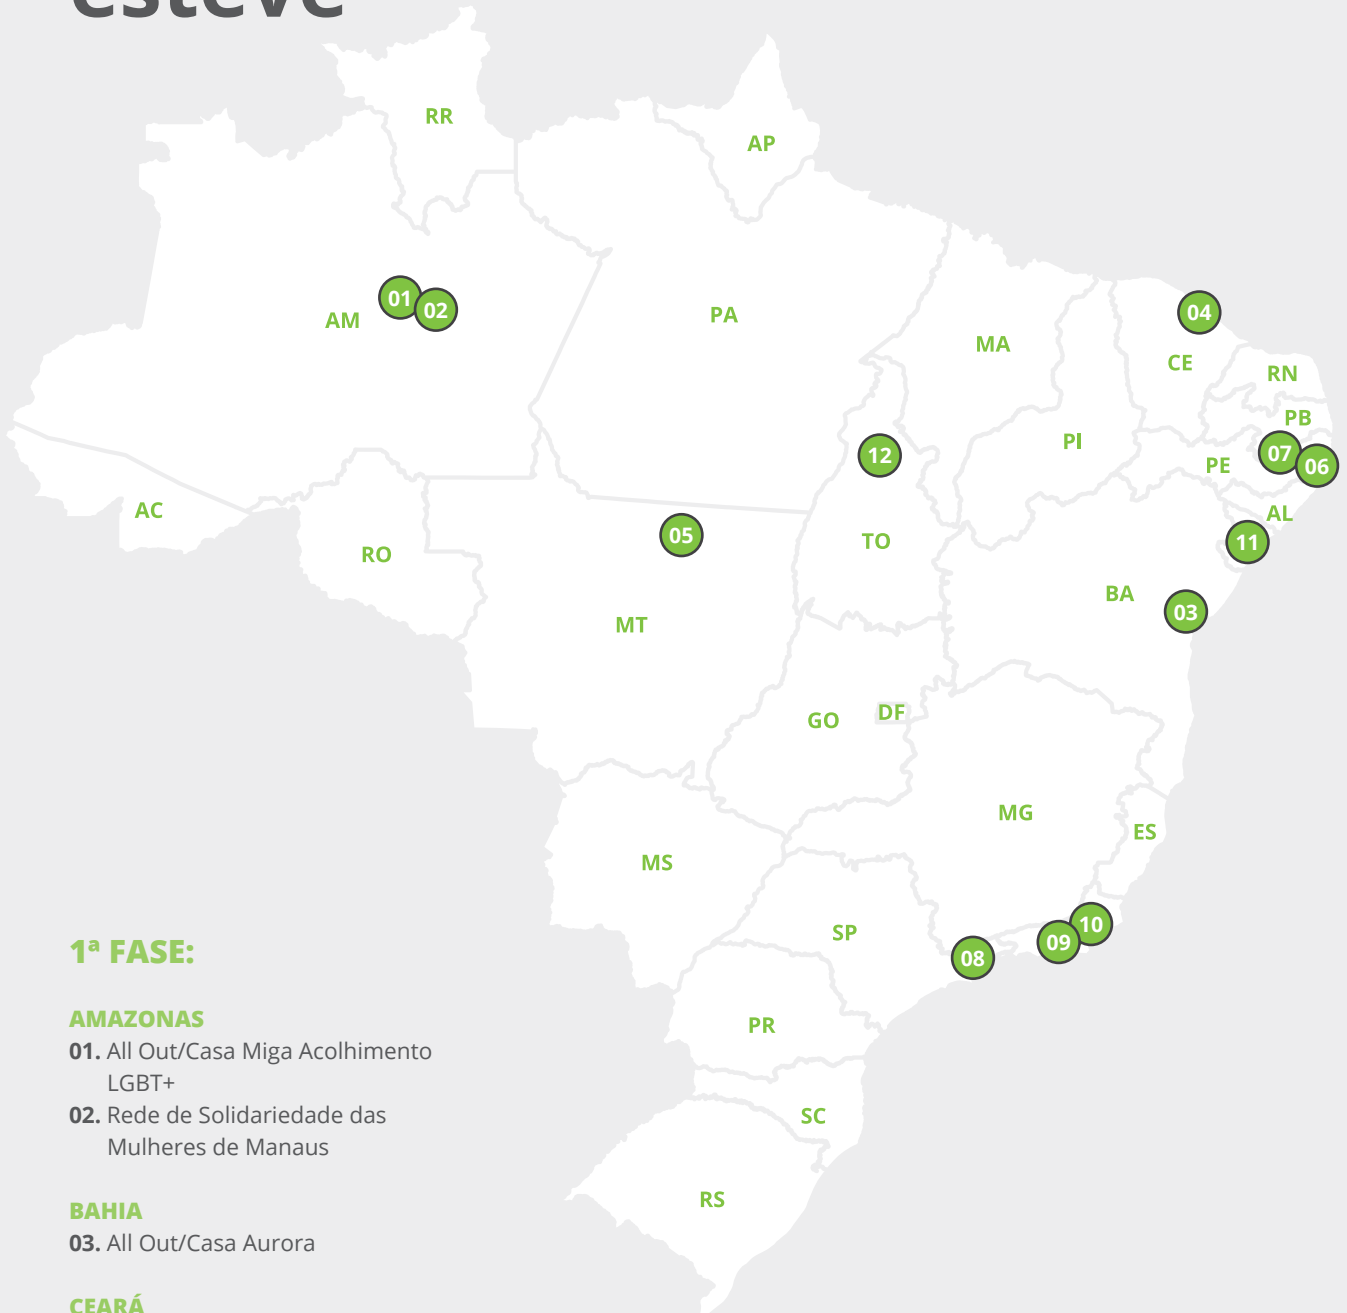 esteve
RR
AP
01
02
AM
PA
04
MA
CE
RN
PB
PI
07
06
PE
12
AC
AL
05
TO
11
RO
BA
03
MT
DF
GO
MG
ES
MS
10
SP
09
08
PR
SC
RS
1ª FASE:
AMAZONAS
01. All Out/Casa Miga Acolhimento
LGBT+
02. Rede de Solidariedade das
Mulheres de Manaus
BAHIA
03. All Out/Casa Aurora
CEARÁ